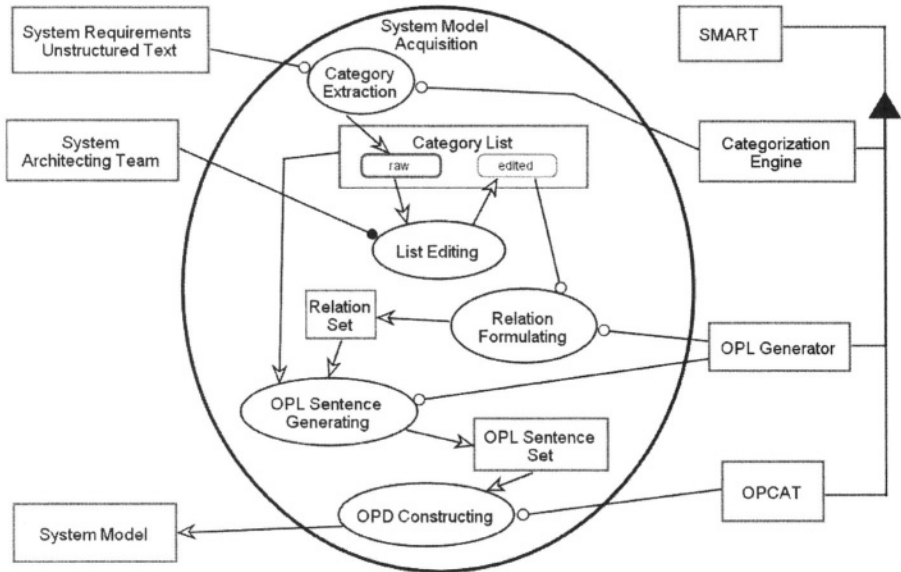 System Requirements
Unstructured Text
System Model
Acquisition
SMART
Category
Extraction
System
Architecting Team
Category List
raw
edited
Categorization
Engine
List Editing
Relation
Set
Relation
Formulating
OPL Generator
OPL Sentence
Generating
OPL Sentence
Set
OPCAT
System Model
OPD Constructing